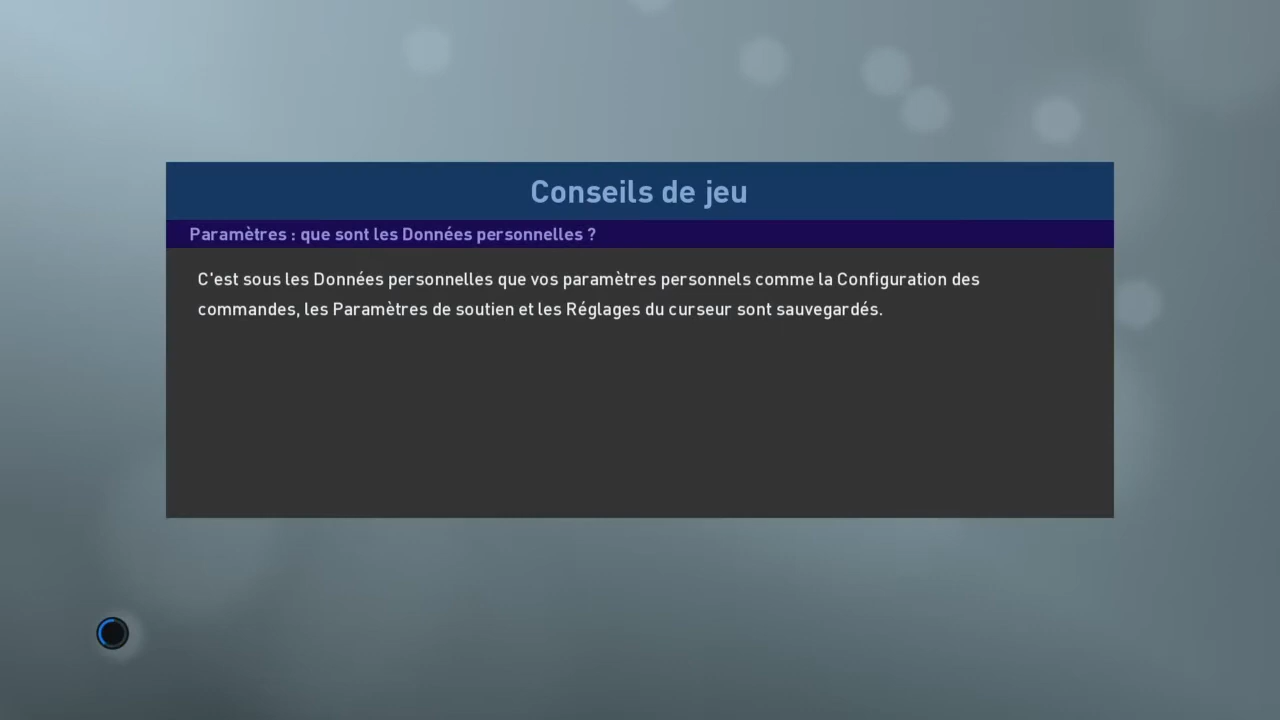 Conseils de jeu
Paramètres : que sont les Données personnelles ?
C'est sous les Données personnelles que vos paramètres personnels comme la Configuration des
commandes, les Paramètres de soutien et les Réglages du curseur sont sauvegardés.